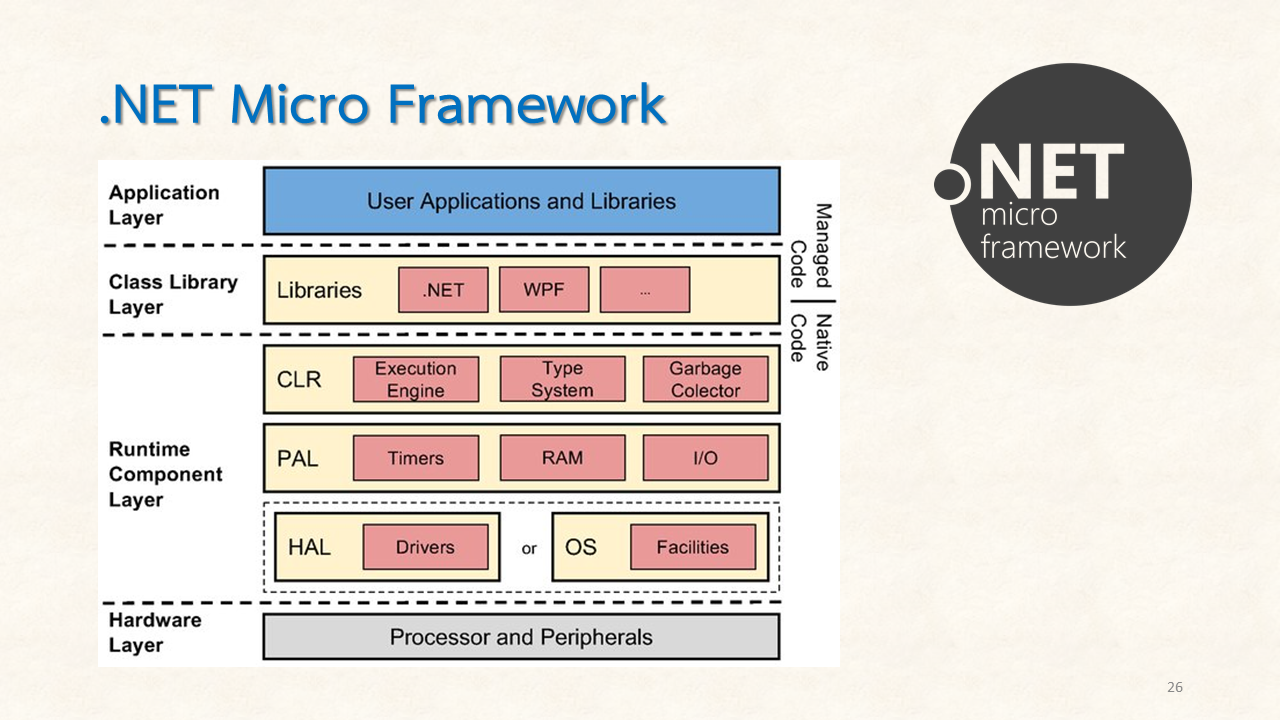 .NET Micro Framework
.NET
micro
framework
Application
Layer
User Applications and Libraries
Managed
Code
Class Library
Layer
Libraries
.NET
WPF
...
Native
Code
Runtime
Component
Layer
CLR
Execution
Engine
Type
System
Garbage
Colector
PAL
Timers
RAM
I/O
HAL
Drivers
or
OS
Facilities
Hardware
Layer
Processor and Peripherals
26